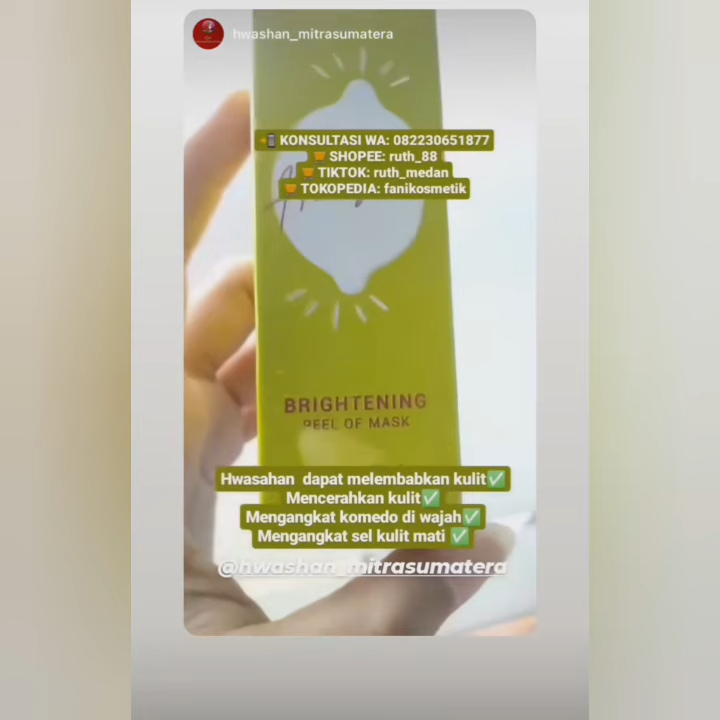 hwashan_mitrasumatera
KONSULTASI WA: 082230651877
SHOPEE: ruth_88
TIKTOK: ruth_medan
TOKOPEDIA: fanikosmetik
BRIGHTENING
PEEL OF MASK
Hwasahan dapat melembabkan kulit✅
Mencerahkan kulit✅
Mengangkat komedo di wajah✅
Mengangkat sel kulit mati ✅
@hwashan_mitrasumatera